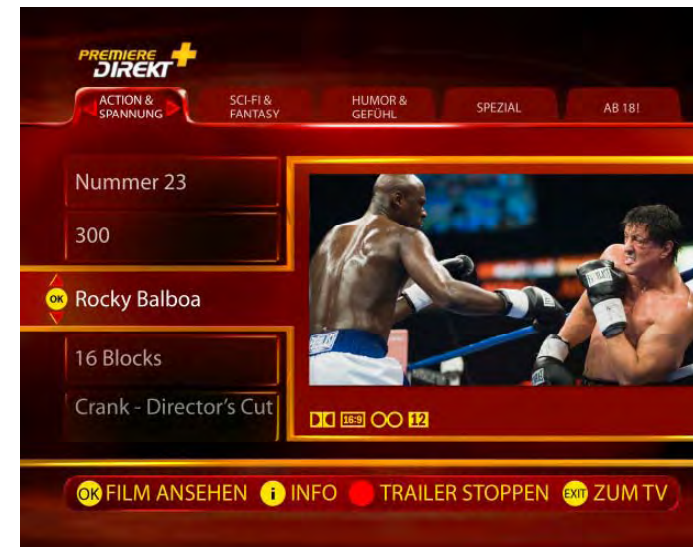 PREMIERE
DIREKT
ACTION &
SPANNUNG
SCI-FI &
FANTASY
HUMOR &
GEFÜHL
SPEZIAL
AB 18!
Nummer 23
300
OK Rocky Balboa
16 Blocks
Crank - Director's Cut
16:9 12
OK FILM ANSEHEN i INFO TRAILER STOPPEN EXIT ZUM TV